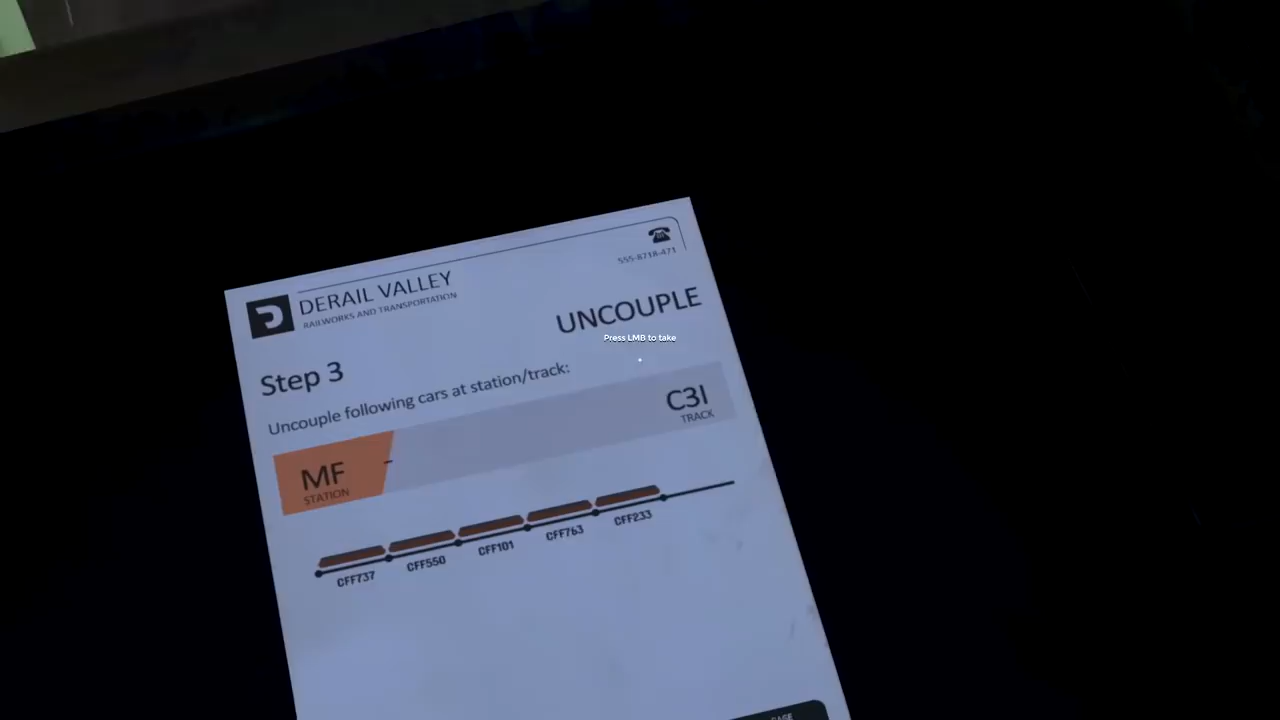 555-8718-471
DERAIL VALLEY
RAILWORKS AND TRANSPORTATION
UNCOUPLE
Press LMB to take
Step 3
Uncouple following cars at station/track:
MF
STATION
-
C3I
TRACK
CFF737 CFF550 CFF101 CFF763 CFF233